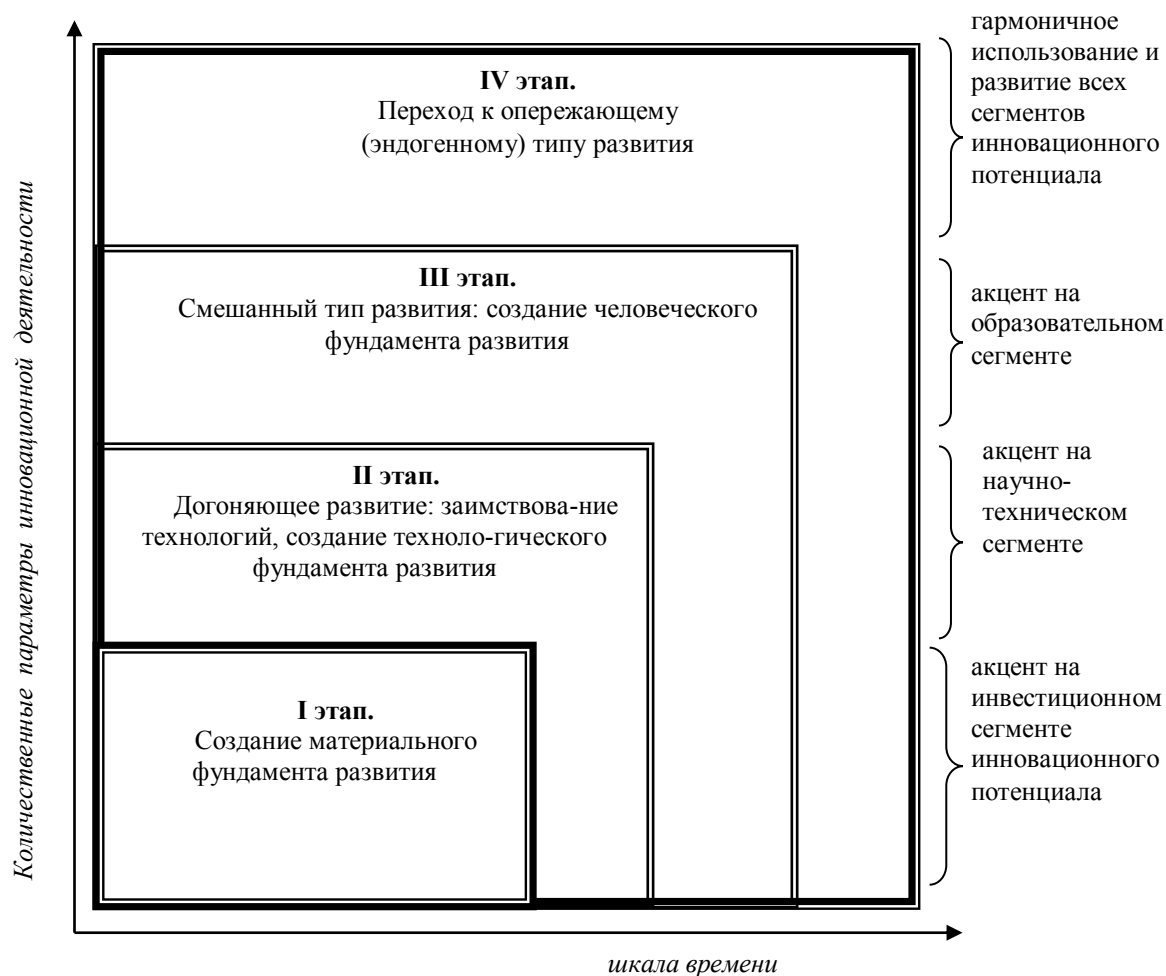 Количественные параметры инновационной деятельности
IV этап.
Переход к опережающему
(эндогенному) типу развития
гармоничное
использование и
развитие всех
сегментов
инновационного
потенциала
III этап.
Смешанный тип развития: создание человеческого
фундамента развития
акцент на
образовательном
сегменте
II этап.
Догоняющее развитие: заимствова-ние
технологий, создание техноло-гического
фундамента развития
акцент на
научно-
техническом
сегменте
I этап.
Создание материального
фундамента развития
акцент на
инвестиционном
сегменте
инновационного
потенциала
шкала времени